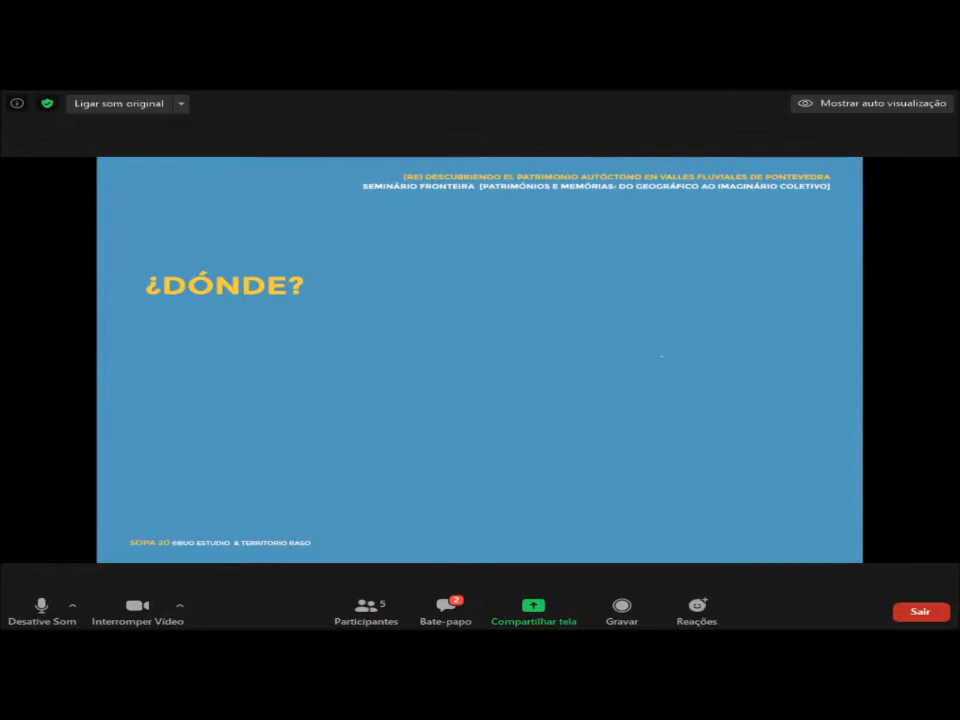 Ligar som original
Mostrar auto visualização
(RE) DESCUBRIENDO EL PATRIMONIO AUTÓCTONO EN VALLES FLUVIALES DE PONTEVEDRA
SEMINÁRIO FRONTEIRA [PATRIMÓNIOS E MEMÓRIAS: DO GEOGRÁFICO AO IMAGINÁRIO COLETIVO]
¿DÓNDE?
SOPA 20 ©BUO ESTUDIO & TERRITORIO RASO
5
2
Desative Som Interromper Vídeo Participantes Bate-papo Compartilhar tela Gravar Reações Sair